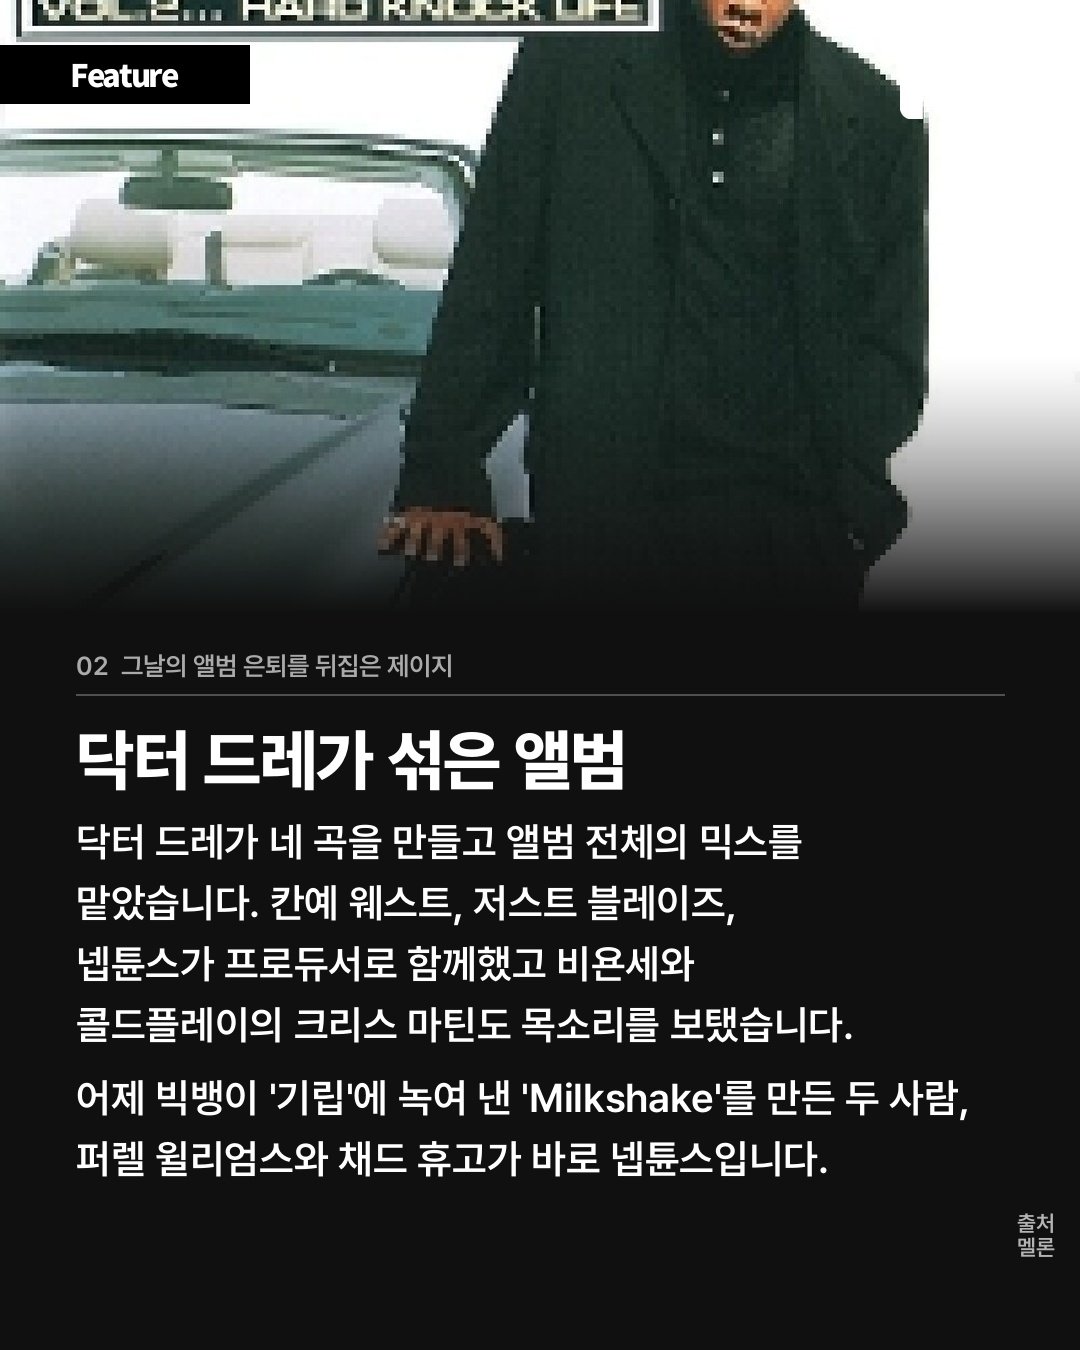 VOL.2... HARD KNOCK LIFE
Feature
02 그날의 앨범 은퇴를 뒤집은 제이지
닥터 드레가 섞은 앨범
닥터 드레가 네 곡을 만들고 앨범 전체의 믹스를
맡았습니다. 칸예 웨스트, 저스트 블레이즈,
넵튠스가 프로듀서로 함께했고 비욘세와
콜드플레이의 크리스 마틴도 목소리를 보탰습니다.
어제 빅뱅이 '기립'에 녹여 낸 'Milkshake'를 만든 두 사람,
퍼렐 윌리엄스와 채드 휴고가 바로 넵튠스입니다.
출처
멜론